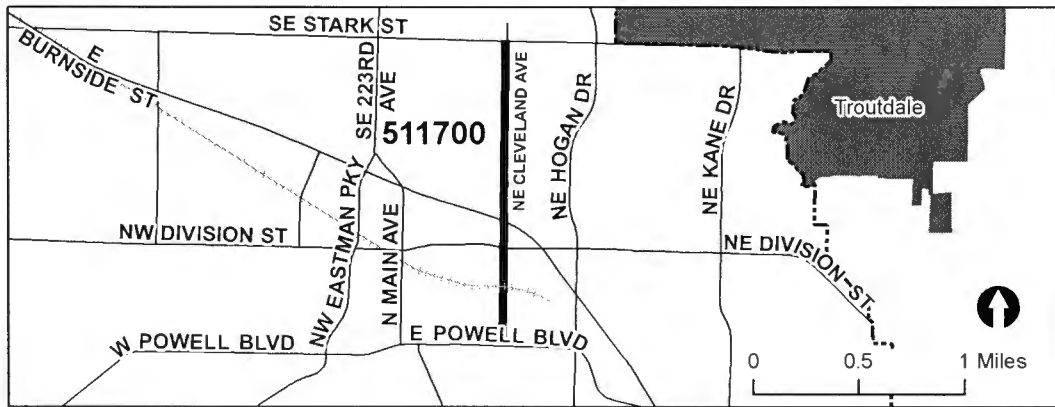 SE STARK ST
E BURNSIDE ST
SE 223RD AVE
511700
NE CLEVELAND AVE
NE HOGAN DR
NE KANE DR
Troutdale
NW DIVISION ST
NW EASTMAN PKY
N MAIN AVE
NE DIVISION ST
W POWELL BLVD
E POWELL BLVD
0 0.5 1 Miles